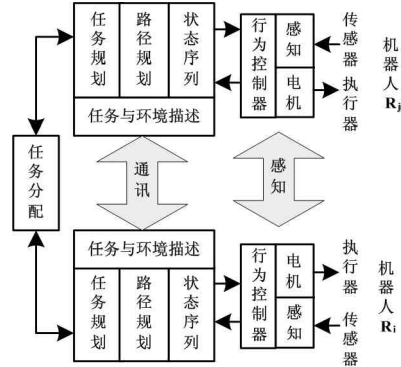 任务规划
路径规划
状态序列
行为控制器
感知
电机
传感器
执行器
机器人 Rj
任务与环境描述
任务分配
通讯
感知
任务与环境描述
任务规划
路径规划
状态序列
行为控制器
电机
感知
执行器
传感器
机器人 Ri